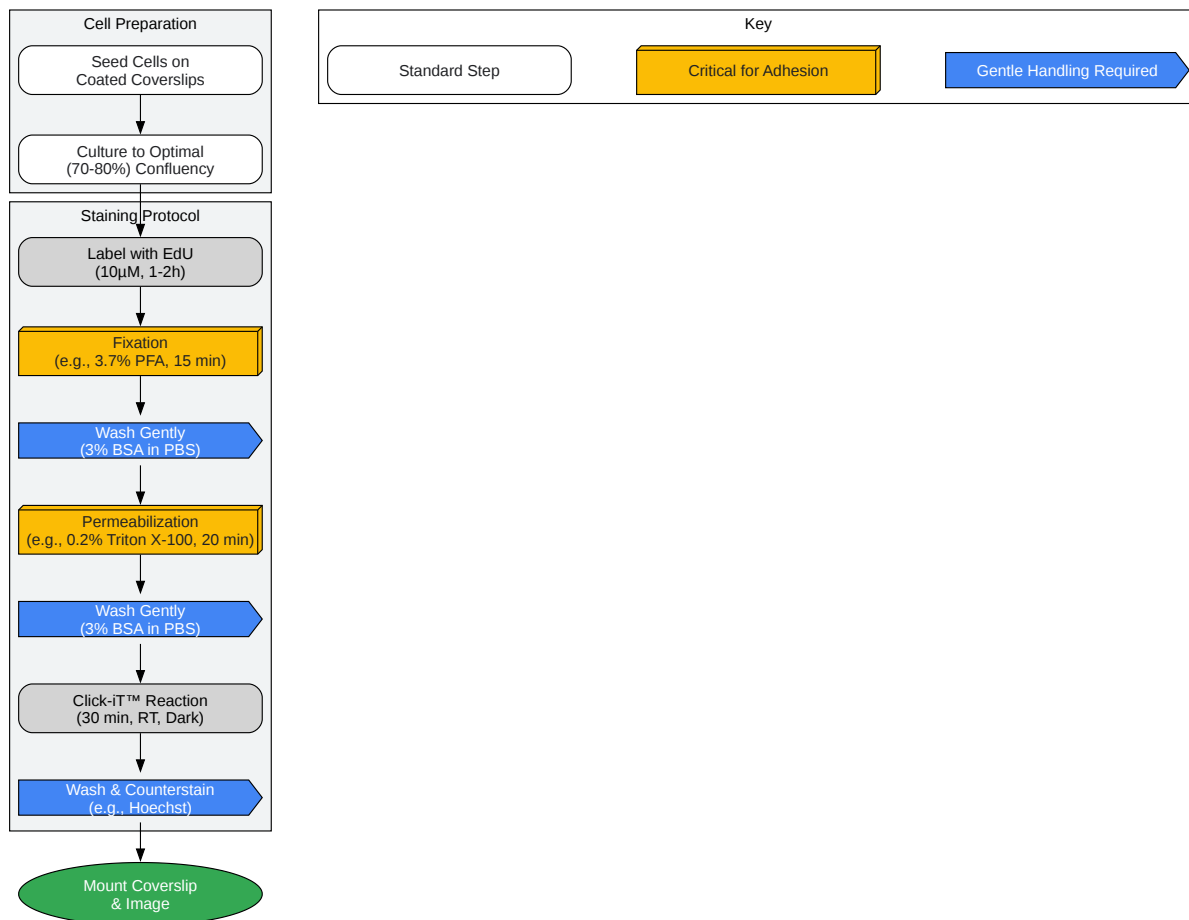 Cell Preparation
Seed Cells on
Coated Coverslips
Culture to Optimal
(70-80%) Confluency
Staining Protocol
Label with EdU
(10µM, 1-2h)
Fixation
(e.g., 3.7% PFA, 15 min)
Wash Gently
(3% BSA in PBS)
Permeabilization
(e.g., 0.2% Triton X-100, 20 min)
Wash Gently
(3% BSA in PBS)
Click-iT™ Reaction
(30 min, RT, Dark)
Wash & Counterstain
(e.g., Hoechst)
Mount Coverslip
& Image
Key
Standard Step
Critical for Adhesion
Gentle Handling Required